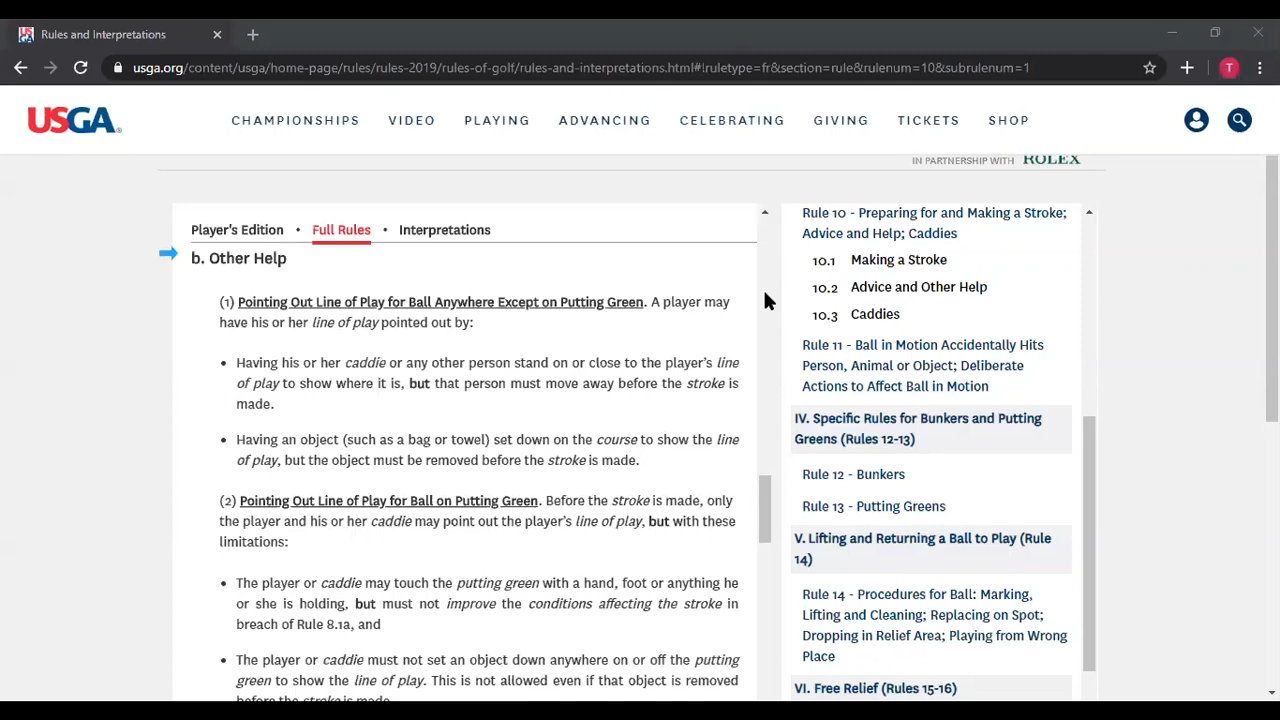 Rules and Interpretations
usga.org/content/usga/home-page/rules/rules-2019/rules-of-golf/rules-and-interpretations.html#!ruletype=fr&section=rule&rulenum=10&subrulenum=1
T
USGA
CHAMPIONSHIPS VIDEO PLAYING ADVANCING CELEBRATING GIVING TICKETS SHOP
IN PARTNERSHIP WITH ROLEX
Player's Edition • Full Rules • Interpretations
b. Other Help
(1) Pointing Out Line of Play for Ball Anywhere Except on Putting Green. A player may
have his or her line of play pointed out by:
• Having his or her caddie or any other person stand on or close to the player's line
of play to show where it is, but that person must move away before the stroke is
made.
• Having an object (such as a bag or towel) set down on the course to show the line
of play, but the object must be removed before the stroke is made.
(2) Pointing Out Line of Play for Ball on Putting Green. Before the stroke is made, only
the player and his or her caddie may point out the player's line of play, but with these
limitations:
• The player or caddie may touch the putting green with a hand, foot or anything he
or she is holding, but must not improve the conditions affecting the stroke in
breach of Rule 8.1a, and
• The player or caddie must not set an object down anywhere on or off the putting
green to show the line of play. This is not allowed even if that object is removed
before the stroke is made.
Rule 10 - Preparing for and Making a Stroke;
Advice and Help; Caddies
10.1 Making a Stroke
10.2 Advice and Other Help
10.3 Caddies
Rule 11 - Ball in Motion Accidentally Hits
Person, Animal or Object; Deliberate
Actions to Affect Ball in Motion
IV. Specific Rules for Bunkers and Putting
Greens (Rules 12-13)
Rule 12 - Bunkers
Rule 13 - Putting Greens
V. Lifting and Returning a Ball to Play (Rule
14)
Rule 14 - Procedures for Ball: Marking,
Lifting and Cleaning; Replacing on Spot;
Dropping in Relief Area; Playing from Wrong
Place
VI. Free Relief (Rules 15-16)